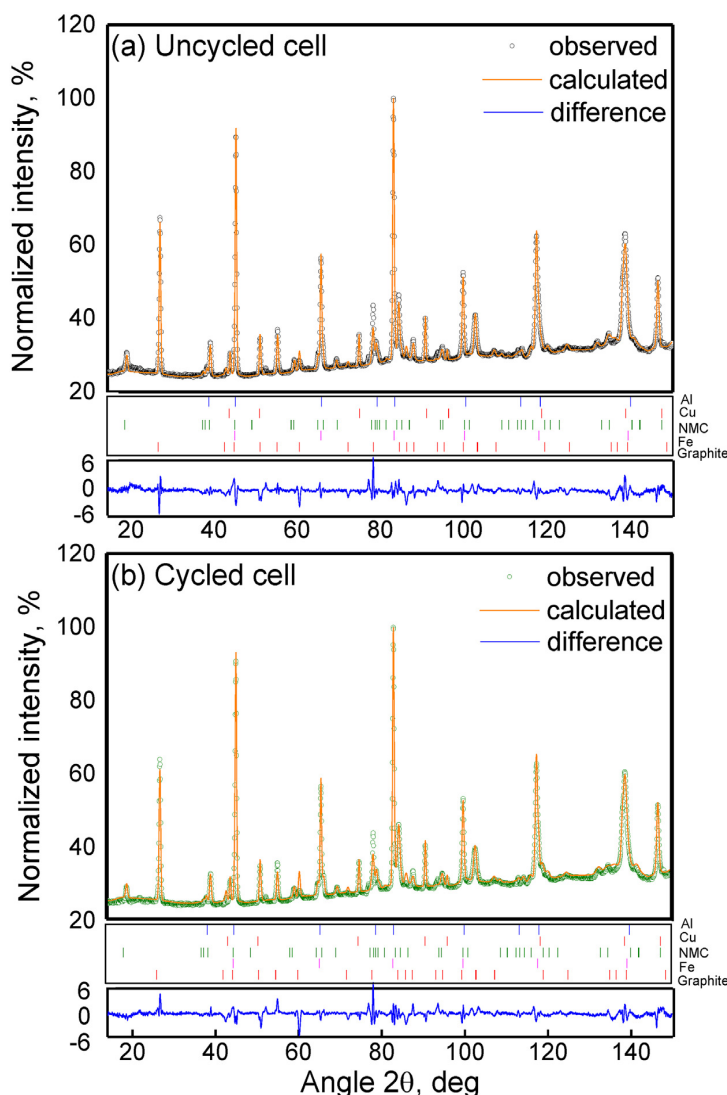 120
(a) Uncycled cell
observed
calculated
difference
100
80
60
40
20
Normalized intensity, %
Al
Cu
NMC
Fe
Graphite
6
0
-6
20 40 60 80 100 120 140
120
(b) Cycled cell
observed
calculated
difference
100
80
60
40
20
Normalized intensity, %
Al
Cu
NMC
Fe
Graphite
6
0
-6
20 40 60 80 100 120 140
Angle 2θ, deg